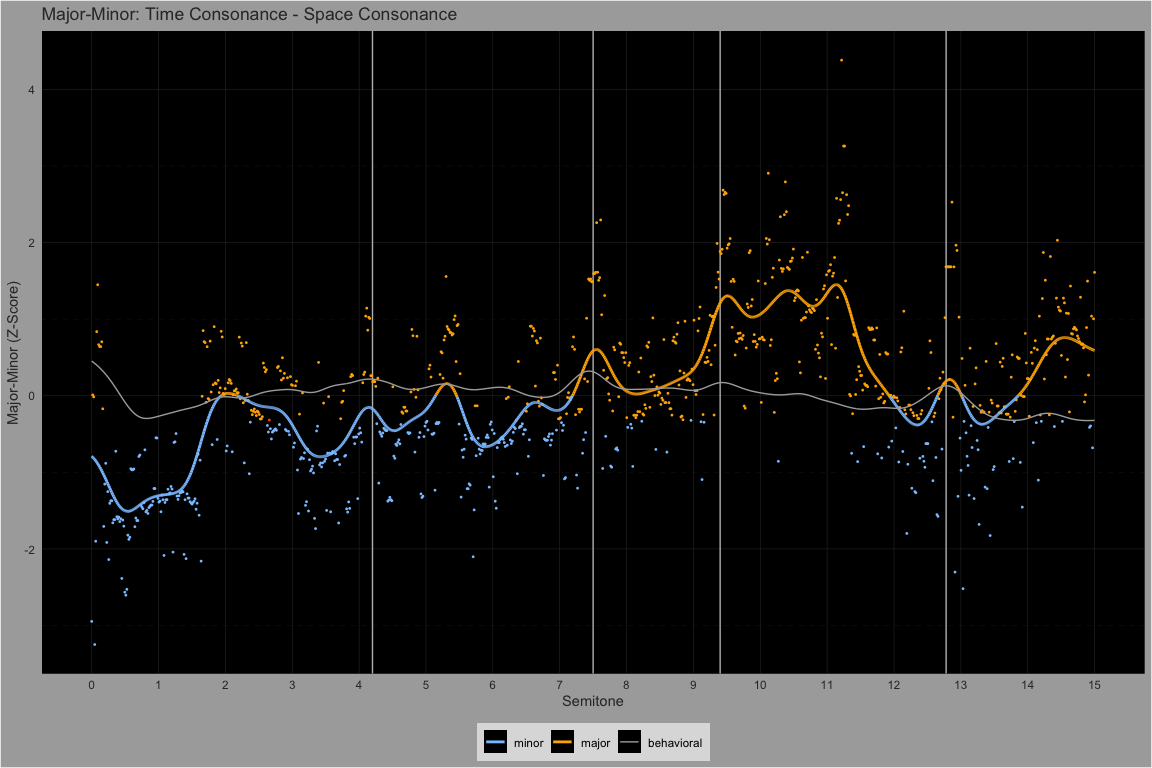 Major-Minor: Time Consonance - Space Consonance
Major-Minor (Z-Score)
4
2
0
-2
0 1 2 3 4 5 6 7 8 9 10 11 12 13 14 15
Semitone
minor major behavioral